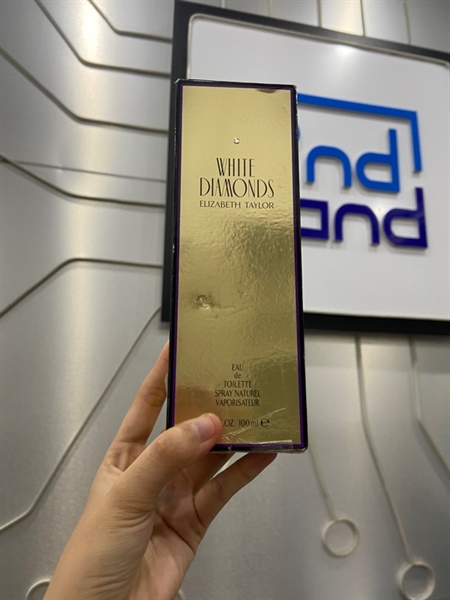 WHITE
DIAMONDS
ELIZABETH TAYLOR
EAU
de
TOILETTE
SPRAY NATUREL
VAPORISATEUR
OZ. 100 ml e
nd
and